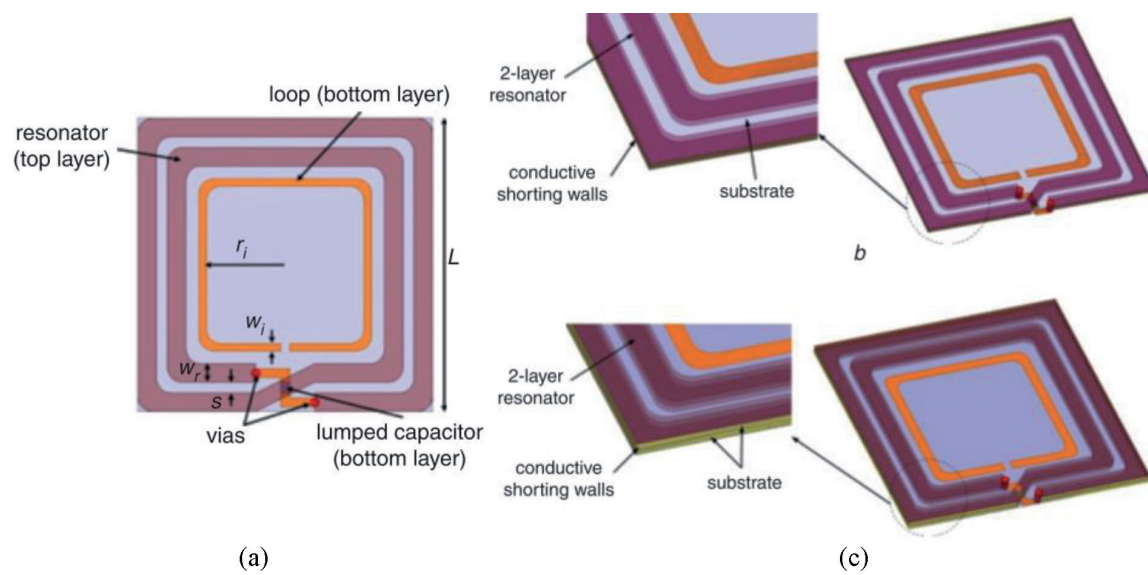 loop (bottom layer)
resonator
(top layer)
r_i
L
w_i
w_r
s
vias
lumped capacitor
(bottom layer)
(a)
2-layer
resonator
conductive
shorting walls
substrate
b
2-layer
resonator
conductive
shorting walls
substrate
(c)